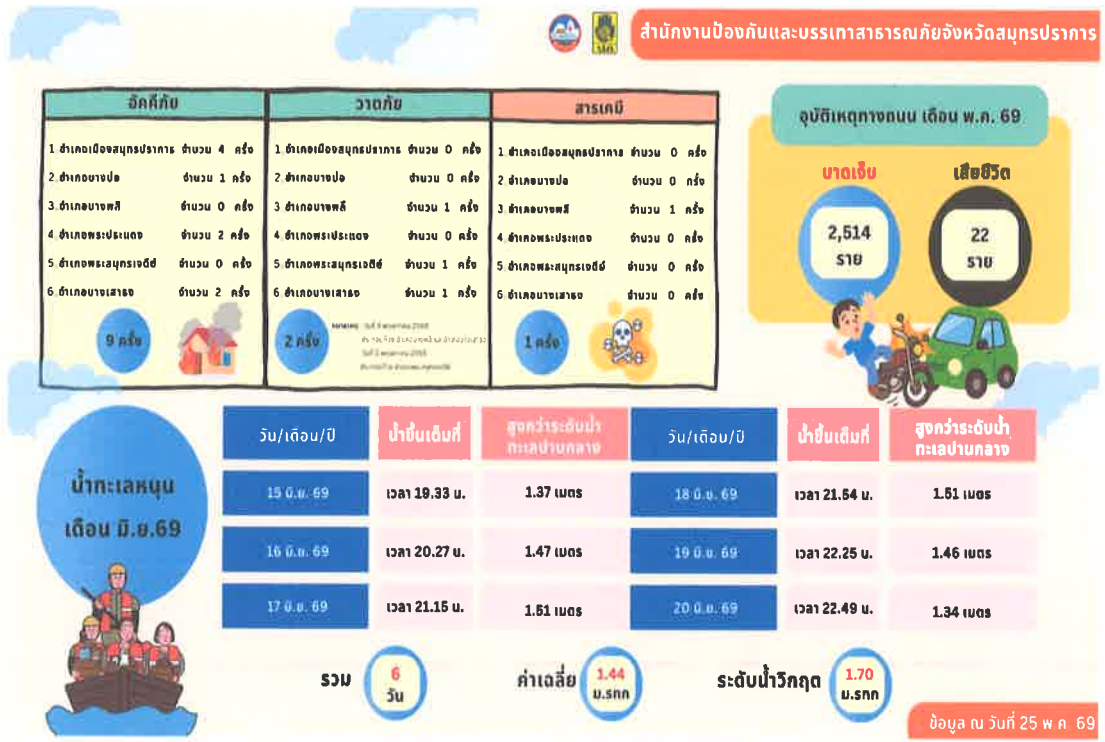 สำนักงานป้องกันและบรรเทาสาธารณภัยจังหวัดสมุทรปราการ
อัคคีภัย
1 อำเภอเมืองสมุทรปราการ จำนวน 4 ครั้ง
2 อำเภอบางบ่อ จำนวน 1 ครั้ง
3 อำเภอบางพลี จำนวน 0 ครั้ง
4 อำเภอพระประแดง จำนวน 2 ครั้ง
5 อำเภอพระสมุทรเจดีย์ จำนวน 0 ครั้ง
6 อำเภอบางเสาธง จำนวน 2 ครั้ง
9 ครั้ง
วาตภัย
1 อำเภอเมืองสมุทรปราการ จำนวน 0 ครั้ง
2 อำเภอบางบ่อ จำนวน 0 ครั้ง
3 อำเภอบางพลี จำนวน 1 ครั้ง
4 อำเภอพระประแดง จำนวน 0 ครั้ง
5 อำเภอพระสมุทรเจดีย์ จำนวน 1 ครั้ง
6 อำเภอบางเสาธง จำนวน 1 ครั้ง
2 ครั้ง
หมายเหตุ
สารเคมี
1 อำเภอเมืองสมุทรปราการ จำนวน 0 ครั้ง
2 อำเภอบางบ่อ จำนวน 0 ครั้ง
3 อำเภอบางพลี จำนวน 1 ครั้ง
4 อำเภอพระประแดง จำนวน 0 ครั้ง
5 อำเภอพระสมุทรเจดีย์ จำนวน 0 ครั้ง
6 อำเภอบางเสาธง จำนวน 0 ครั้ง
1 ครั้ง
อุบัติเหตุทางถนน เดือน พ.ค. 69
บาดเจ็บ เสียชีวิต
2,514 22
ราย ราย
น้ำทะเลหนุน
เดือน มิ.ย.69
วัน/เดือน/ปี น้ำขึ้นเต็มที่ สูงกว่าระดับน้ำ
ทะเลปานกลาง
15 มิ.ย. 69 เวลา 19.33 น. 1.37 เมตร
16 มิ.ย. 69 เวลา 20.27 น. 1.47 เมตร
17 มิ.ย. 69 เวลา 21.15 น. 1.51 เมตร
วัน/เดือน/ปี น้ำขึ้นเต็มที่ สูงกว่าระดับน้ำ
ทะเลปานกลาง
18 มิ.ย. 69 เวลา 21.54 น. 1.51 เมตร
19 มิ.ย. 69 เวลา 22.25 น. 1.46 เมตร
20 มิ.ย. 69 เวลา 22.49 น. 1.34 เมตร
รวม 6 วัน ค่าเฉลี่ย 1.44 ม.รทก ระดับน้ำวิกฤต 1.70 ม.รทก
ข้อมูล ณ วันที่ 25 พ.ค. 69